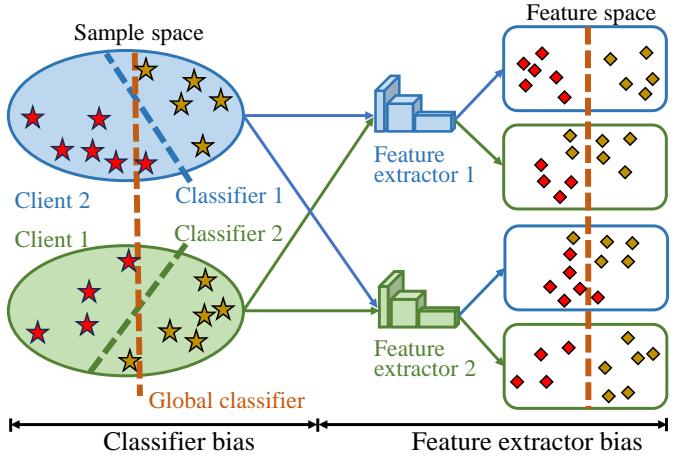 Sample space
Feature space
Feature
extractor 1
Client 2
Classifier 1
Client 1
Classifier 2
Feature
extractor 2
Global classifier
Classifier bias
Feature extractor bias